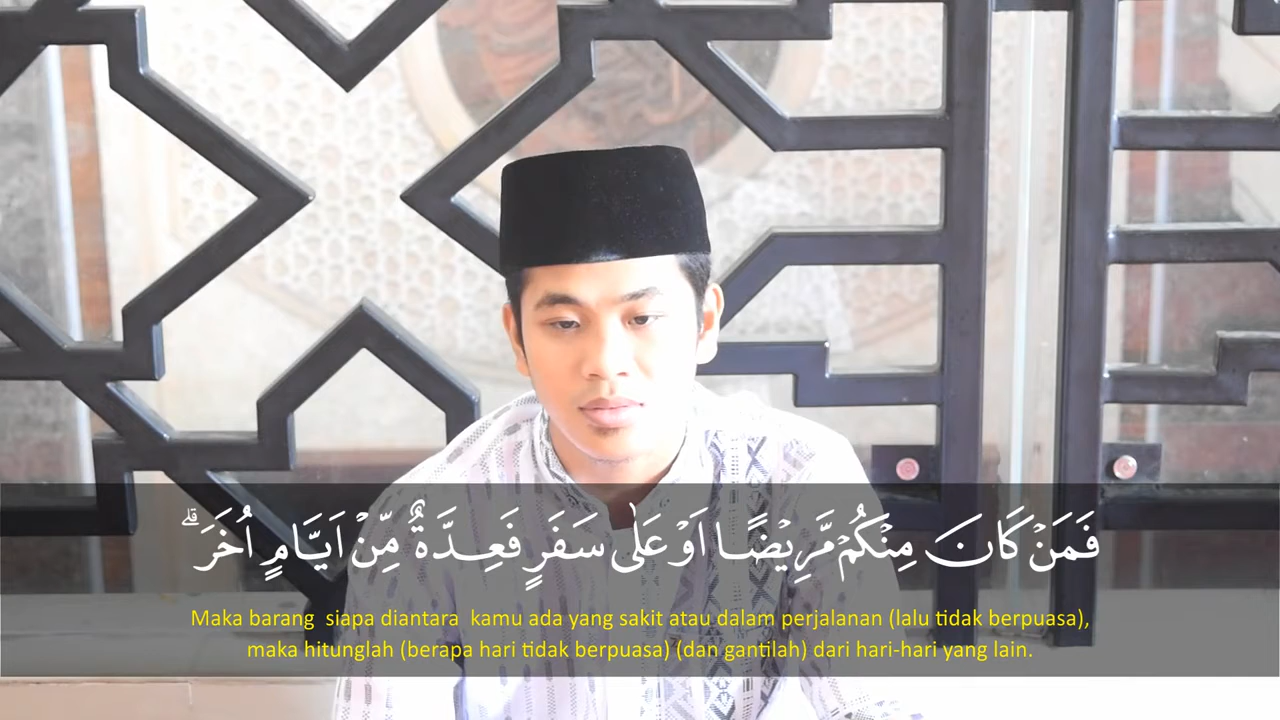 فَمَنْ كَانَ مِنْكُمْ مَّرِيْضًا اَوْ عَلٰى سَفَرٍ فَعِدَّةٌ مِّنْ اَيَّامٍ اُخَرَ ۗ
Maka barang  siapa diantara  kamu ada yang sakit atau dalam perjalanan (lalu tidak berpuasa),
maka hitunglah (berapa hari tidak berpuasa) (dan gantilah) dari hari-hari yang lain.